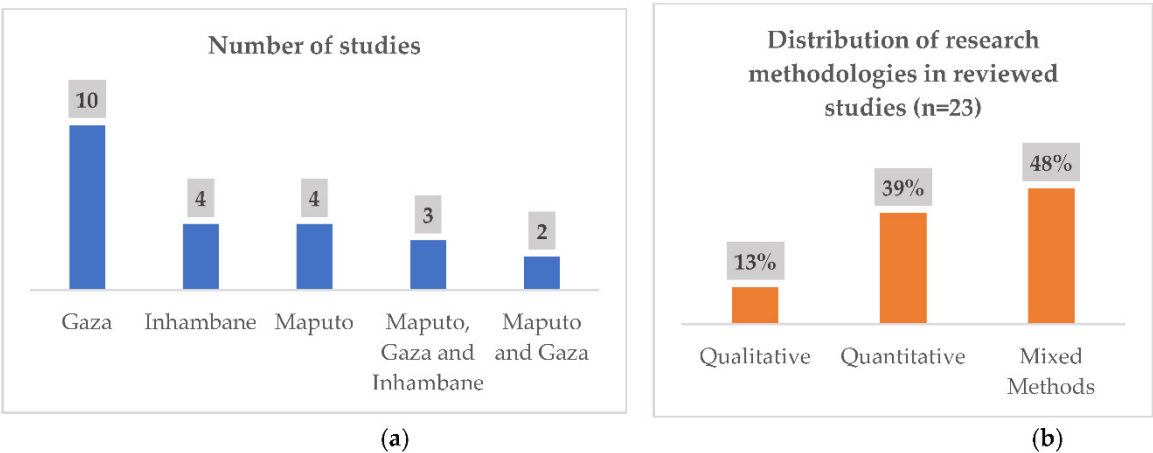 Number of studies
10
4
4
3
2
Gaza
Inhambane
Maputo
Maputo,
Gaza and
Inhambane
Maputo
and Gaza
(a)
Distribution of research
methodologies in reviewed
studies (n=23)
13%
39%
48%
Qualitative
Quantitative
Mixed
Methods
(b)